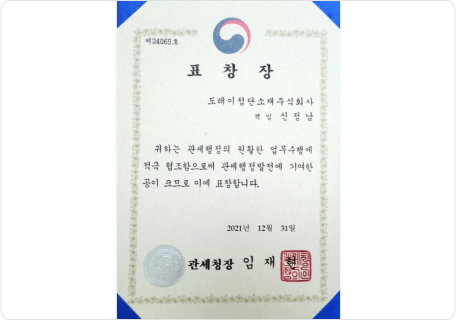 제24065호
표 창 장
도레이첨단소재주식회사
책임 신정남
귀하는 관세행정의 원활한 업무수행에
적극 협조함으로써 관세행정발전에 기여한
공이 크므로 이에 표창합니다.
2021년 12월 31일
관세청장 임 재 현